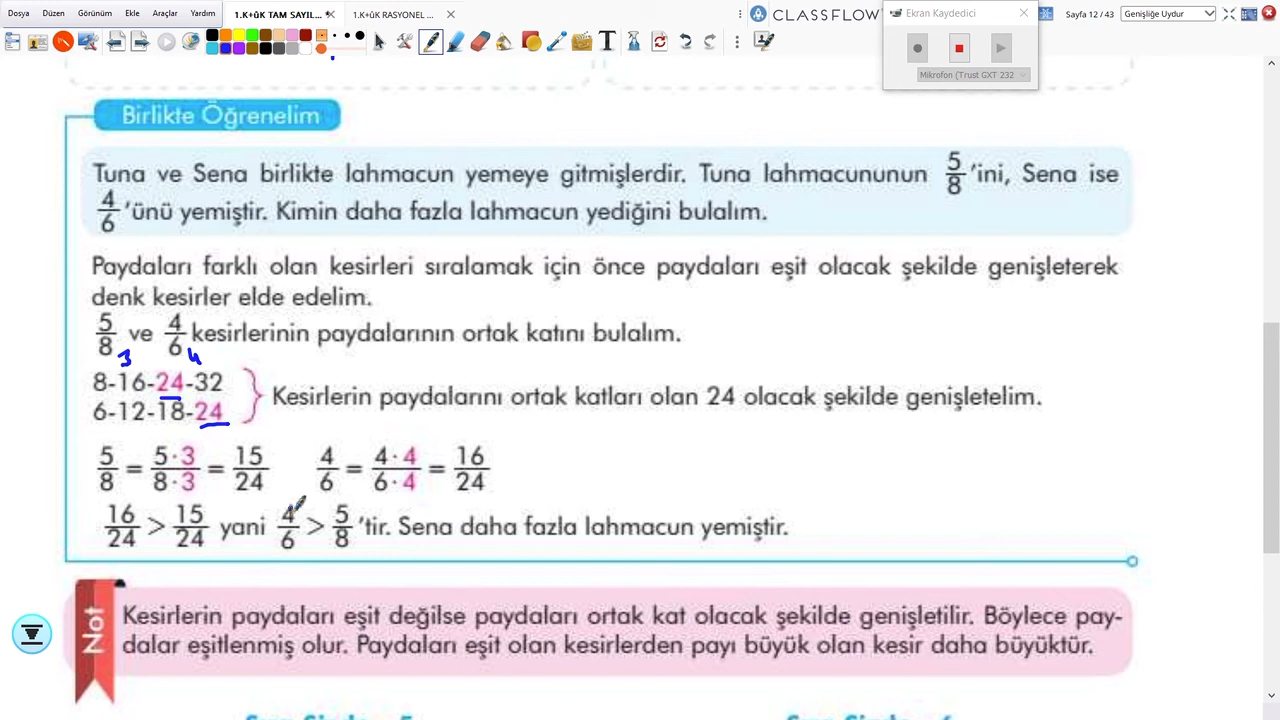 Dosya Düzen Görünüm Ekle Araçlar Yardım
1.K+ûK TAM SAYIL...*
1.K+ûK RASYONEL ...
CLASSFLOW
Ekran Kaydedici
Mikrofon (Trust GXT 232
Sayfa 12 / 43
Genişliğe Uydur
Birlikte Öğrenelim
Tuna ve Sena birlikte lahmacun yemeye gitmişlerdir. Tuna lahmacununun 5/8 'ini, Sena ise
4/6 'ünü yemiştir. Kimin daha fazla lahmacun yediğini bulalım.
Paydaları farklı olan kesirleri sıralamak için önce paydaları eşit olacak şekilde genişleterek
denk kesirler elde edelim.
5/8 ve 4/6 kesirlerinin paydalarının ortak katını bulalım.
3 4
8-16-24-32
6-12-18-24
Kesirlerin paydalarını ortak katları olan 24 olacak şekilde genişletelim.
5/8 = 5·3/8·3 = 15/24 4/6 = 4·4/6·4 = 16/24
16/24 > 15/24 yani 4/6 > 5/8 'tir. Sena daha fazla lahmacun yemiştir.
Not
Kesirlerin paydaları eşit değilse paydaları ortak kat olacak şekilde genişletilir. Böylece pay-
dalar eşitlenmiş olur. Paydaları eşit olan kesirlerden payı büyük olan kesir daha büyüktür.